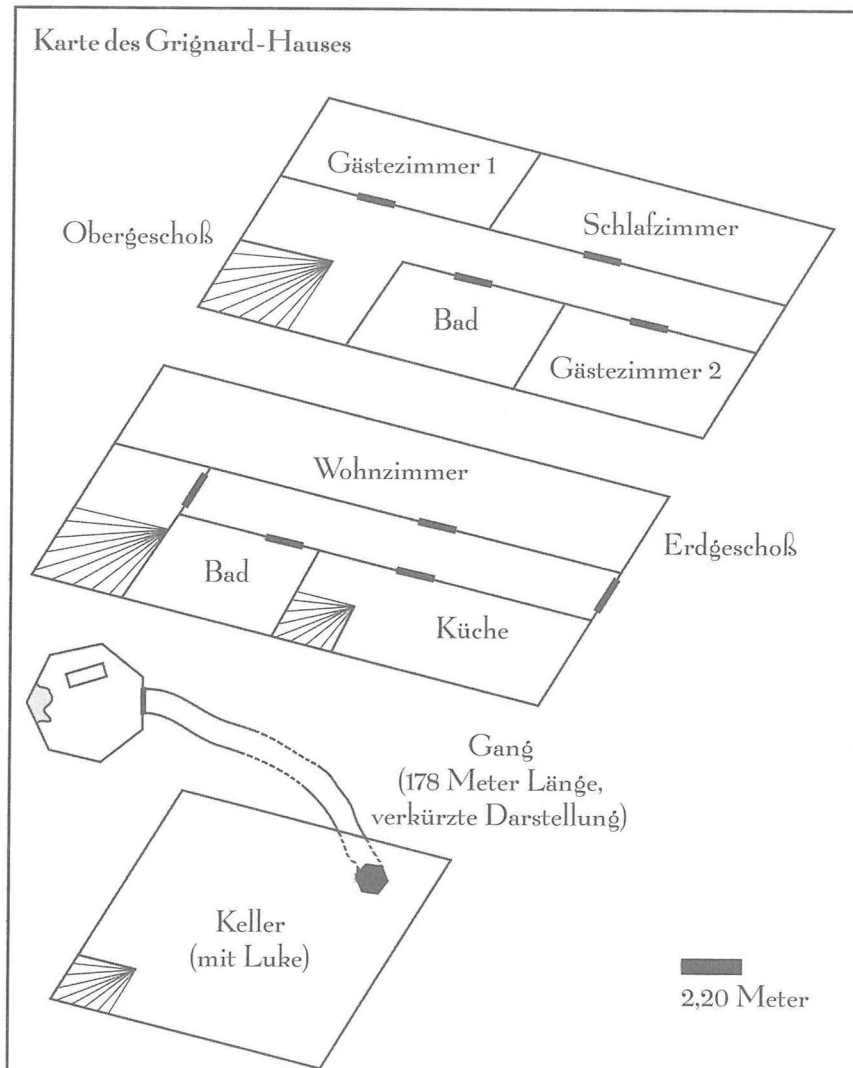 Karte des Grignard-Hauses
Gästezimmer 1
Schlafzimmer
Obergeschoß
Bad
Gästezimmer 2
Wohnzimmer
Erdgeschoß
Bad
Küche
Gang
(178 Meter Länge,
verkürzte Darstellung)
Keller
(mit Luke)
2,20 Meter